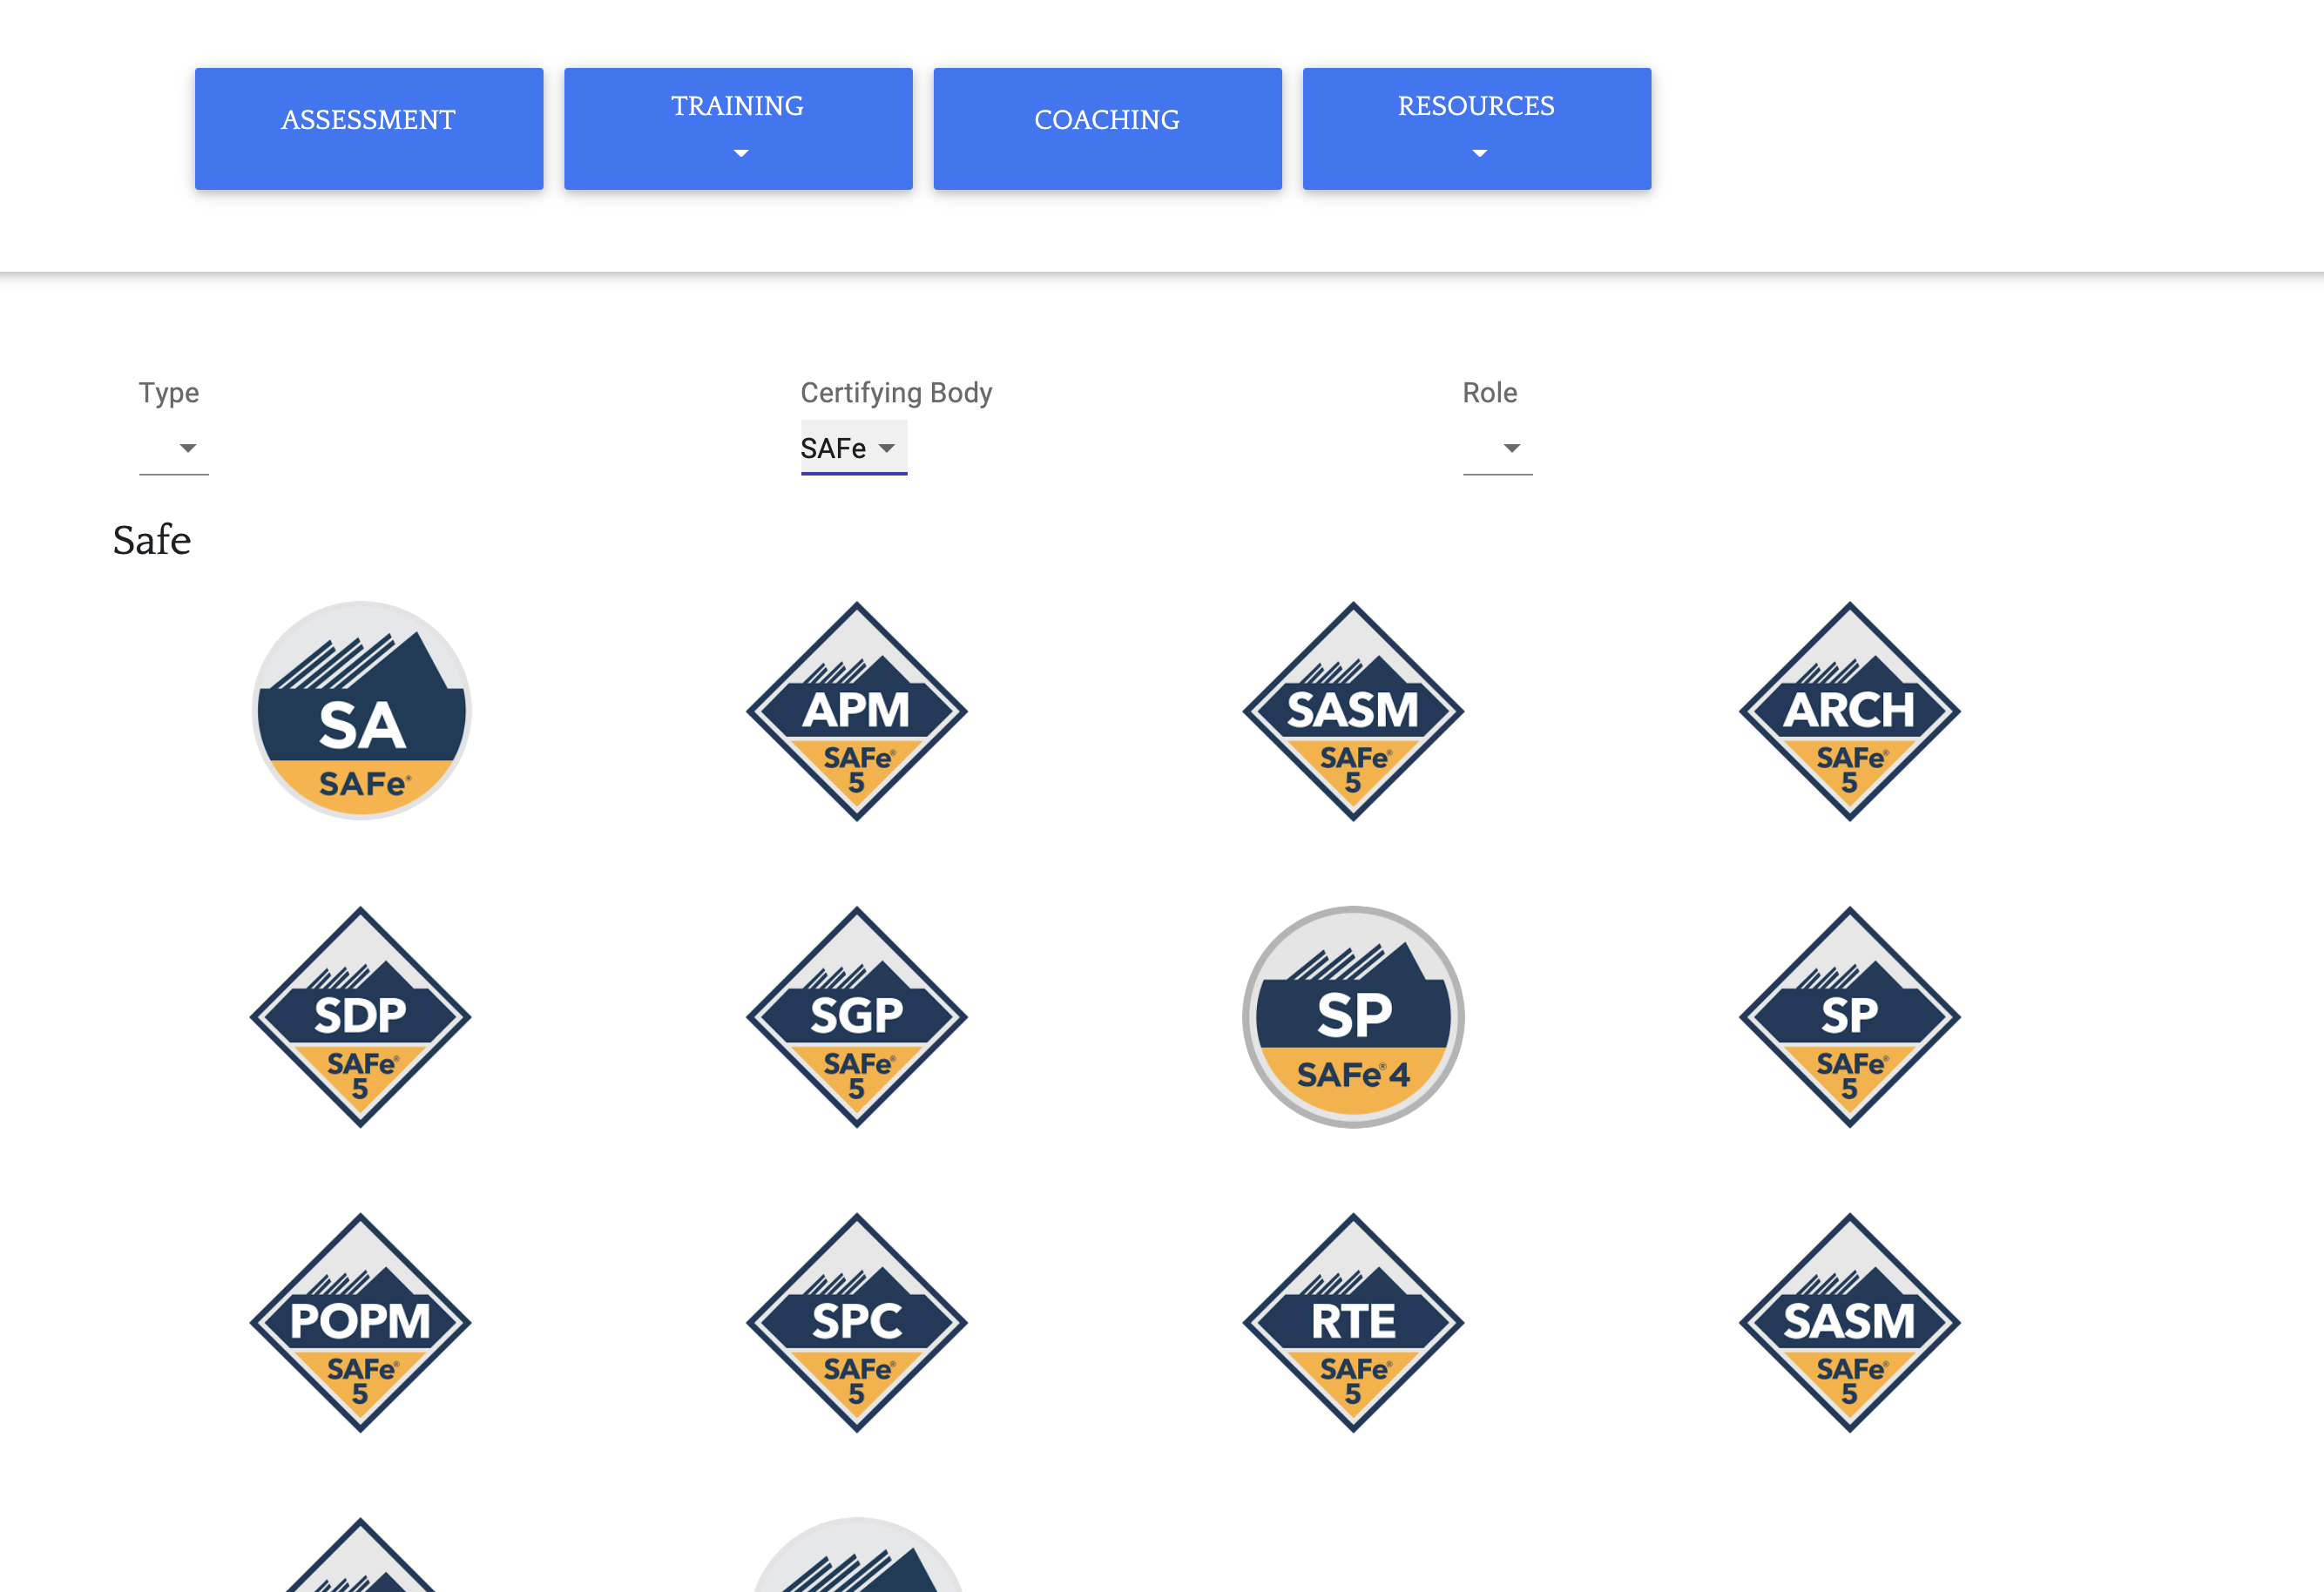 ASSESSMENT
TRAINING
COACHING
RESOURCES
Type
Certifying Body
Role
SAFe
Safe
SA
SAFe®
APM
SAFe®
5
SASM
SAFe®
5
ARCH
SAFe®
5
SDP
SAFe®
5
SGP
SAFe®
5
SP
SAFe® 4
SP
SAFe®
5
POPM
SAFe®
5
SPC
SAFe®
5
RTE
SAFe®
5
SASM
SAFe®
5